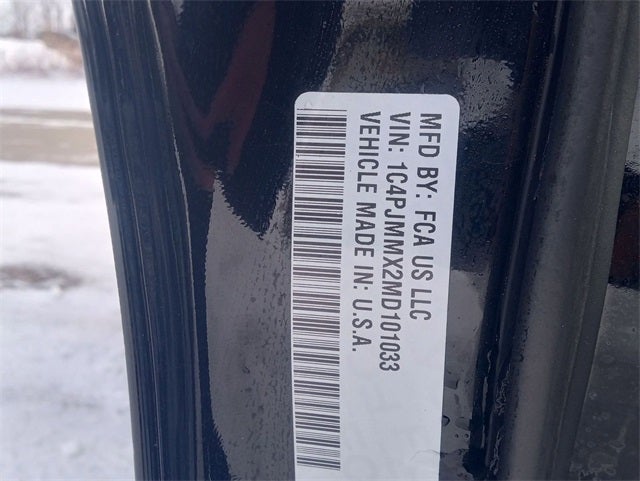 MFD BY: FCA US LLC
VIN: 1C4PJMMX2MD101033
VEHICLE MADE IN: U.S.A.